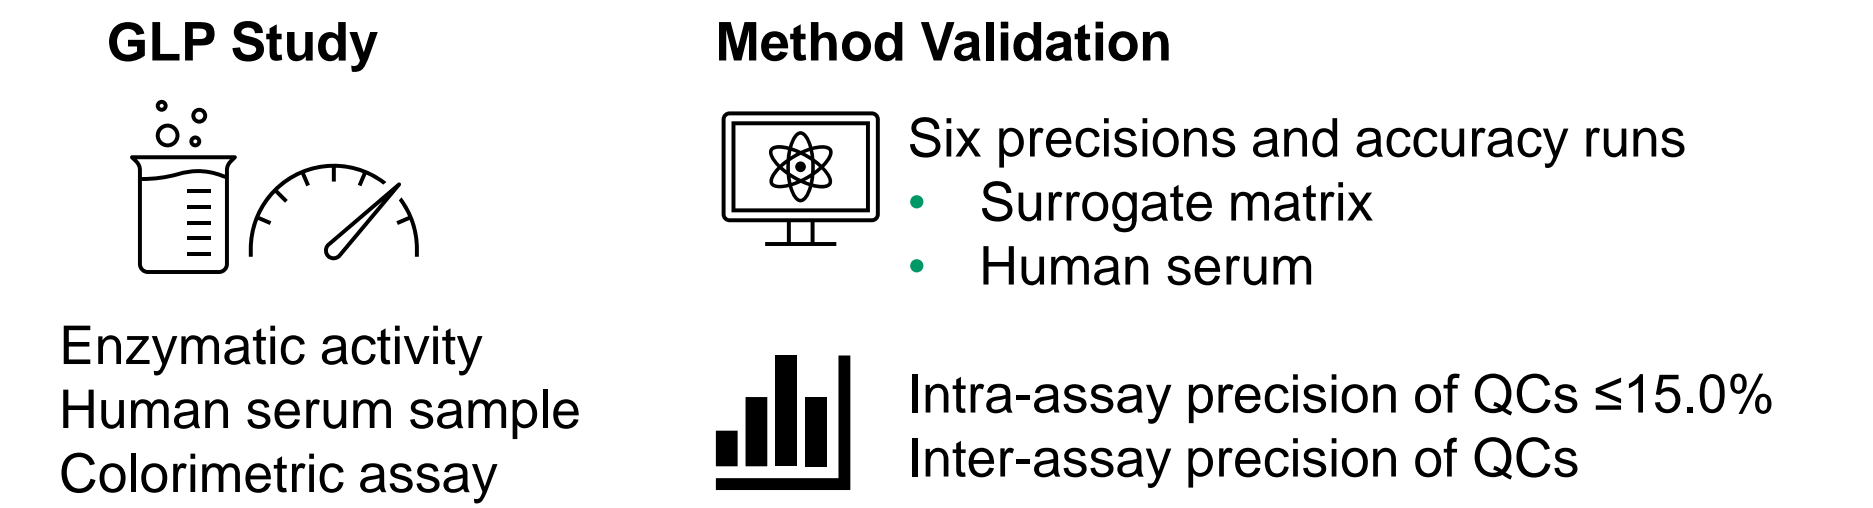 GLP Study
Enzymatic activity
Human serum sample
Colorimetric assay
Method Validation
Six precisions and accuracy runs
• Surrogate matrix
• Human serum
Intra-assay precision of QCs ≤15.0%
Inter-assay precision of QCs